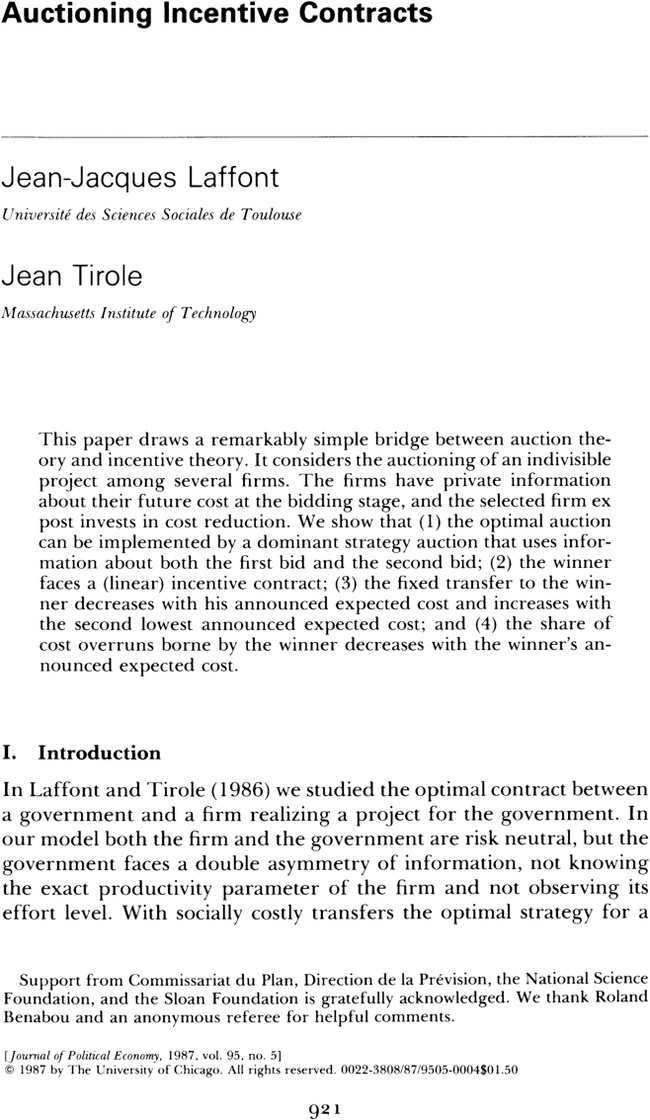 Auctioning Incentive Contracts
Jean-Jacques Laffont
Université des Sciences Sociales de Toulouse
Jean Tirole
Massachusetts Institute of Technology
This paper draws a remarkably simple bridge between auction the-
ory and incentive theory. It considers the auctioning of an indivisible
project among several firms. The firms have private information
about their future cost at the bidding stage, and the selected firm ex
post invests in cost reduction. We show that (1) the optimal auction
can be implemented by a dominant strategy auction that uses infor-
mation about both the first bid and the second bid; (2) the winner
faces a (linear) incentive contract; (3) the fixed transfer to the win-
ner decreases with his announced expected cost and increases with
the second lowest announced expected cost; and (4) the share of
cost overruns borne by the winner decreases with the winner's an-
nounced expected cost.
I. Introduction
In Laffont and Tirole (1986) we studied the optimal contract between
a government and a firm realizing a project for the government. In
our model both the firm and the government are risk neutral, but the
government faces a double asymmetry of information, not knowing
the exact productivity parameter of the firm and not observing its
effort level. With socially costly transfers the optimal strategy for a
Support from Commissariat du Plan, Direction de la Prévision, the National Science
Foundation, and the Sloan Foundation is gratefully acknowledged. We thank Roland
Benabou and an anonymous referee for helpful comments.
[Journal of Political Economy, 1987, vol. 95, no. 5]
© 1987 by The University of Chicago. All rights reserved. 0022-3808/87/9505-0004$01.50
921